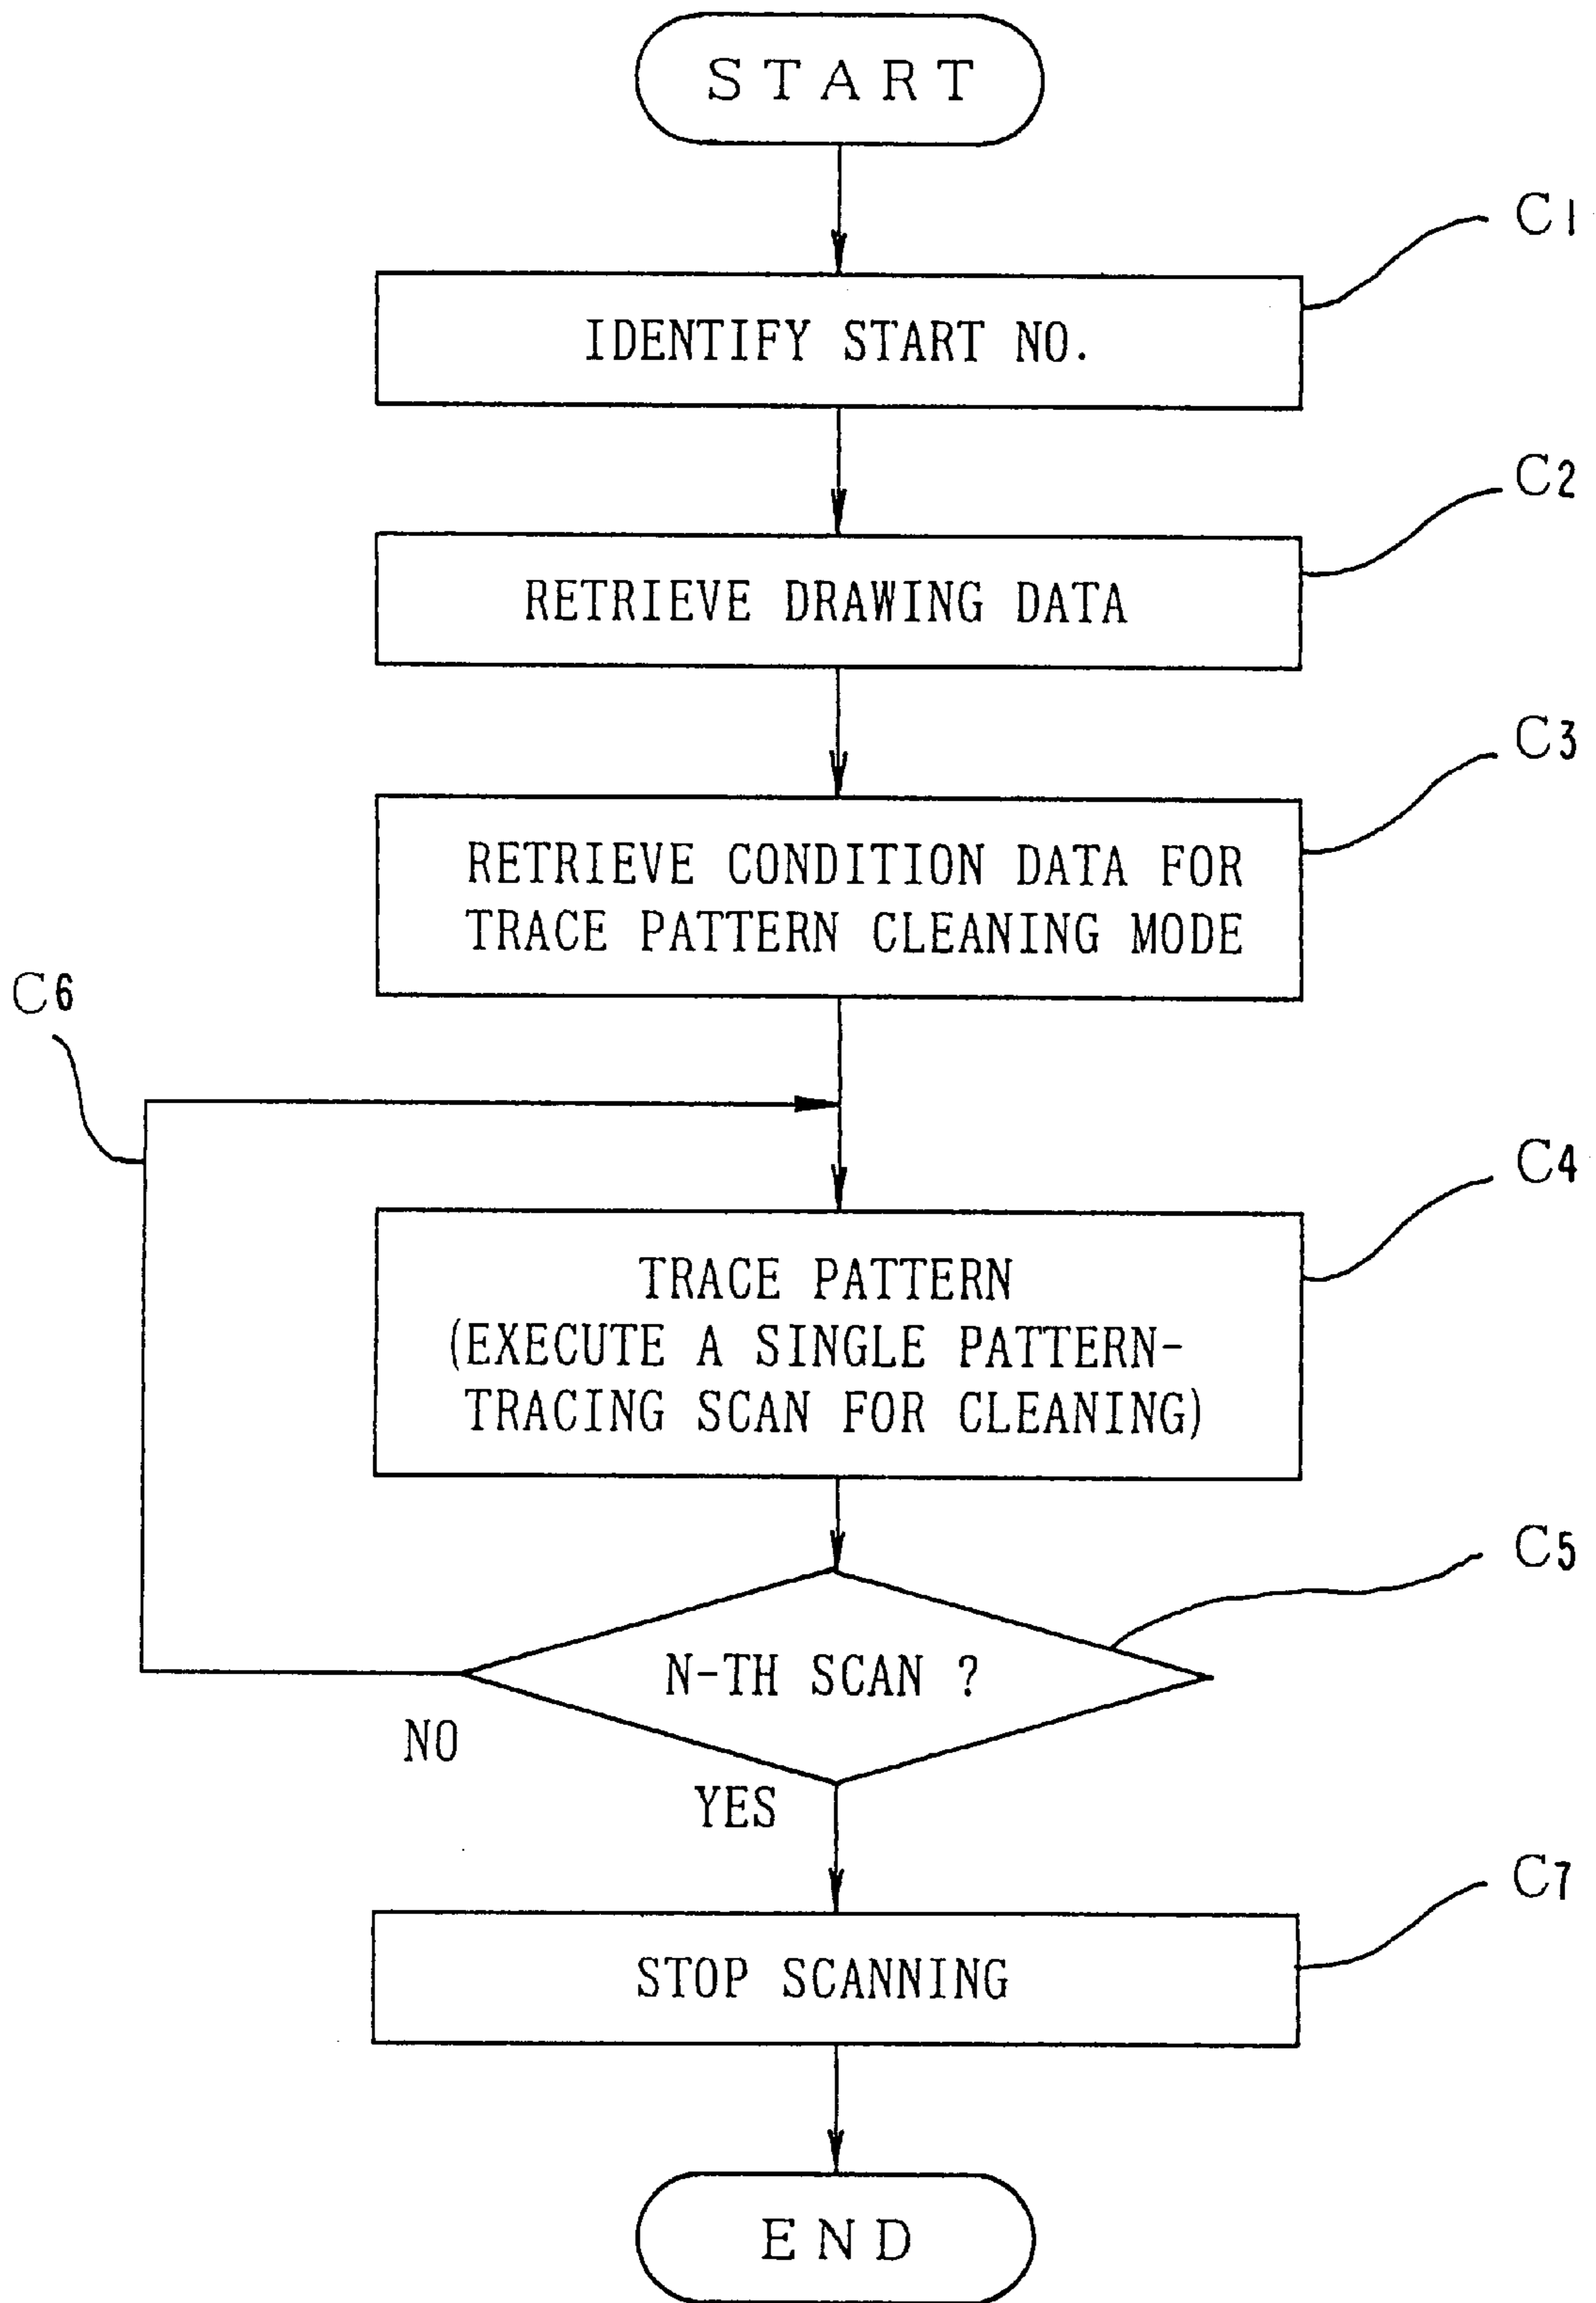 START
C1
IDENTIFY START NO.
C2
RETRIEVE DRAWING DATA
C3
RETRIEVE CONDITION DATA FOR
TRACE PATTERN CLEANING MODE
C6
C4
TRACE PATTERN
(EXECUTE A SINGLE PATTERN-
TRACING SCAN FOR CLEANING)
C5
N-TH SCAN ?
NO
YES
C7
STOP SCANNING
END